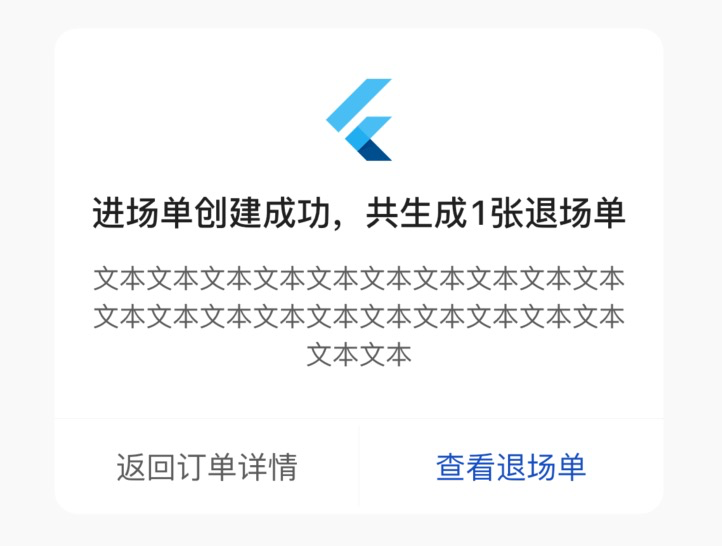 进场单创建成功，共生成1张退场单
文本文本文本文本文本文本文本文本文本文本
文本文本文本文本文本文本文本文本文本文本
文本文本
返回订单详情
查看退场单